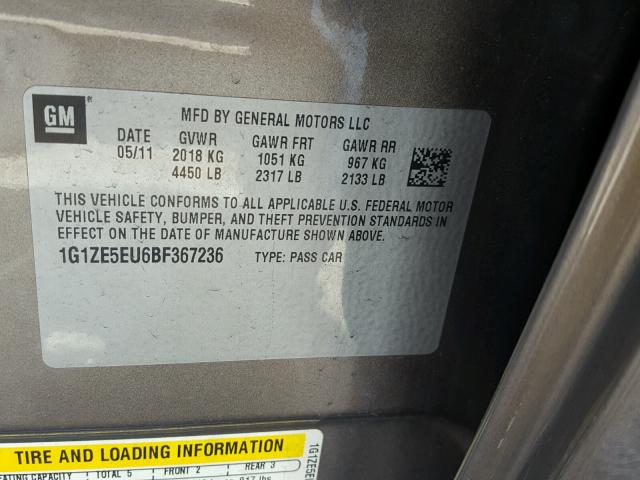 GM ®
MFD BY GENERAL MOTORS LLC
DATE GVWR GAWR FRT GAWR RR
05/11 2018 KG 1051 KG 967 KG
4450 LB 2317 LB 2133 LB
THIS VEHICLE CONFORMS TO ALL APPLICABLE U.S. FEDERAL MOTOR
VEHICLE SAFETY, BUMPER, AND THEFT PREVENTION STANDARDS IN
EFFECT ON THE DATE OF MANUFACTURE SHOWN ABOVE.
1G1ZE5EU6BF367236 TYPE: PASS CAR
TIRE AND LOADING INFORMATION
CAPACITY TOTAL 5 FRONT 2 REAR 3
1G1ZE5E